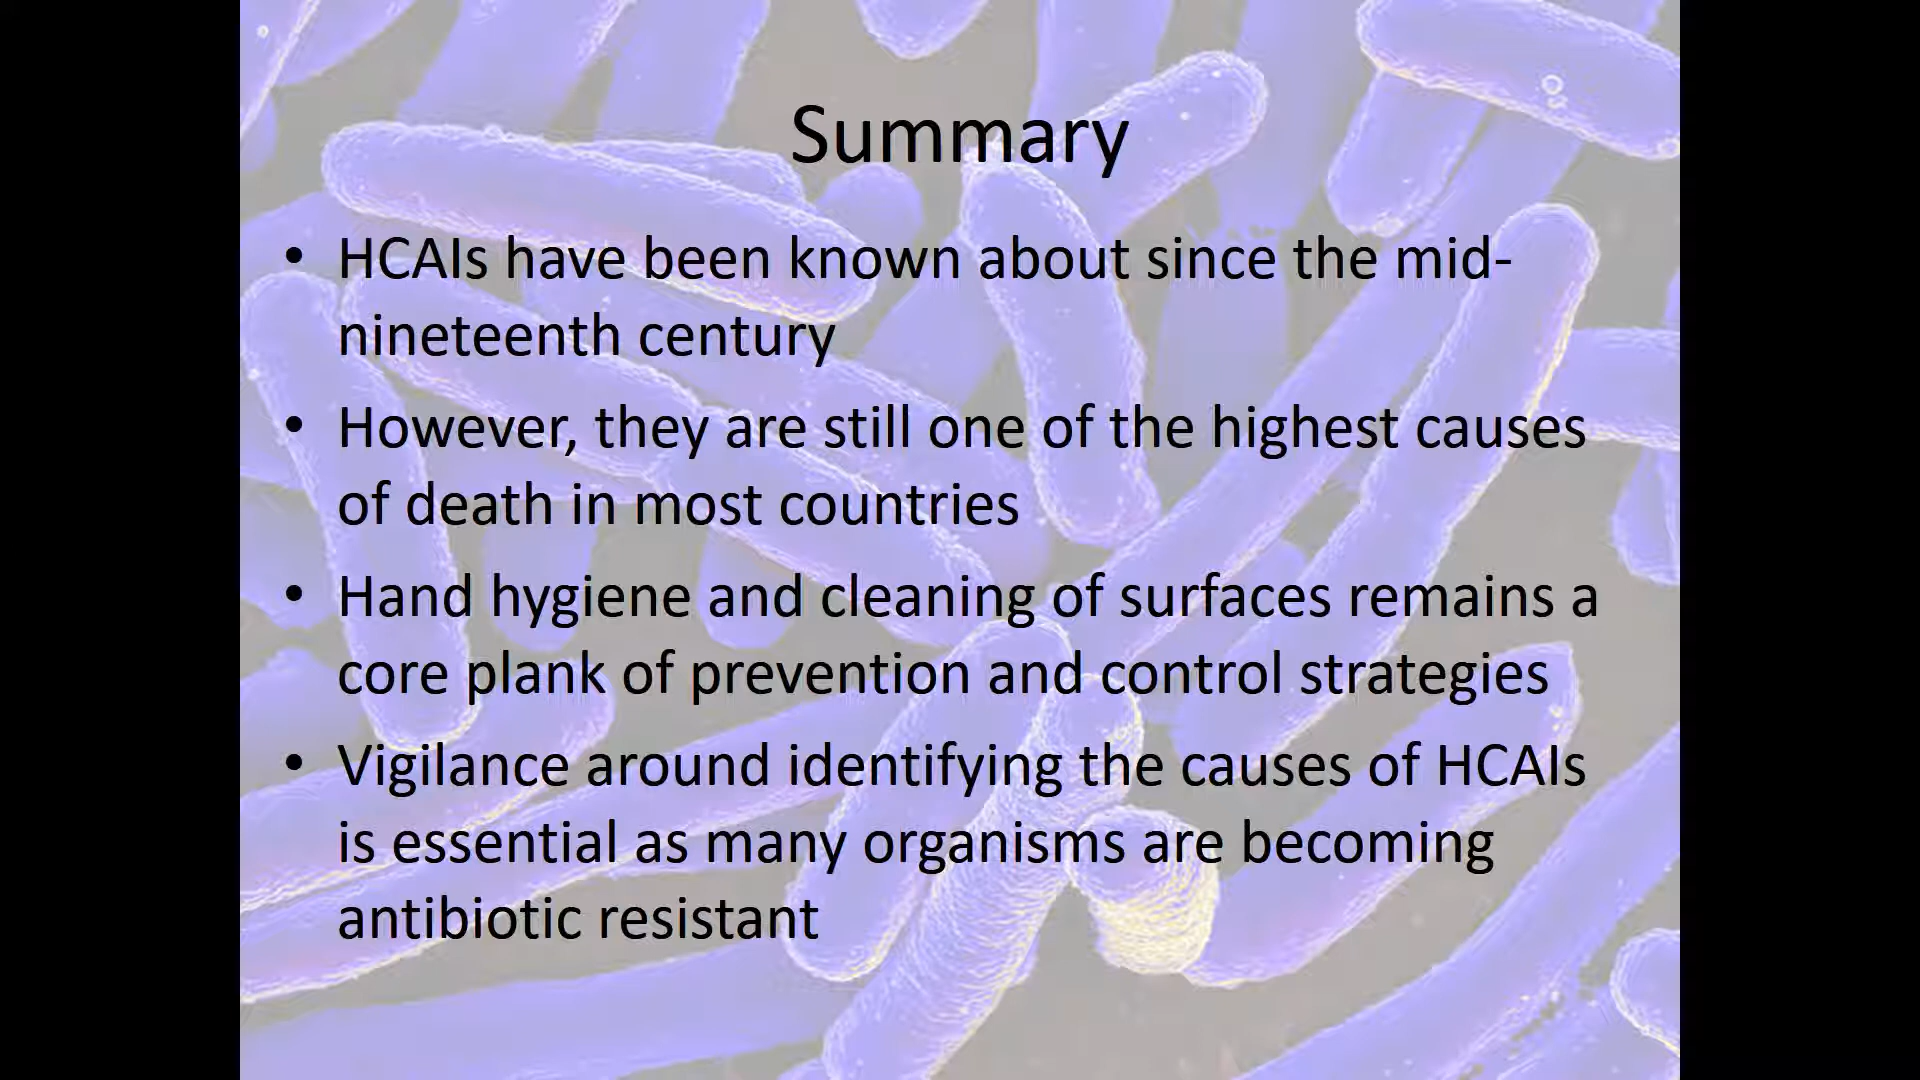 Summary
• HCAIs have been known about since the mid-
nineteenth century
• However, they are still one of the highest causes
of death in most countries
• Hand hygiene and cleaning of surfaces remains a
core plank of prevention and control strategies
• Vigilance around identifying the causes of HCAIs
is essential as many organisms are becoming
antibiotic resistant